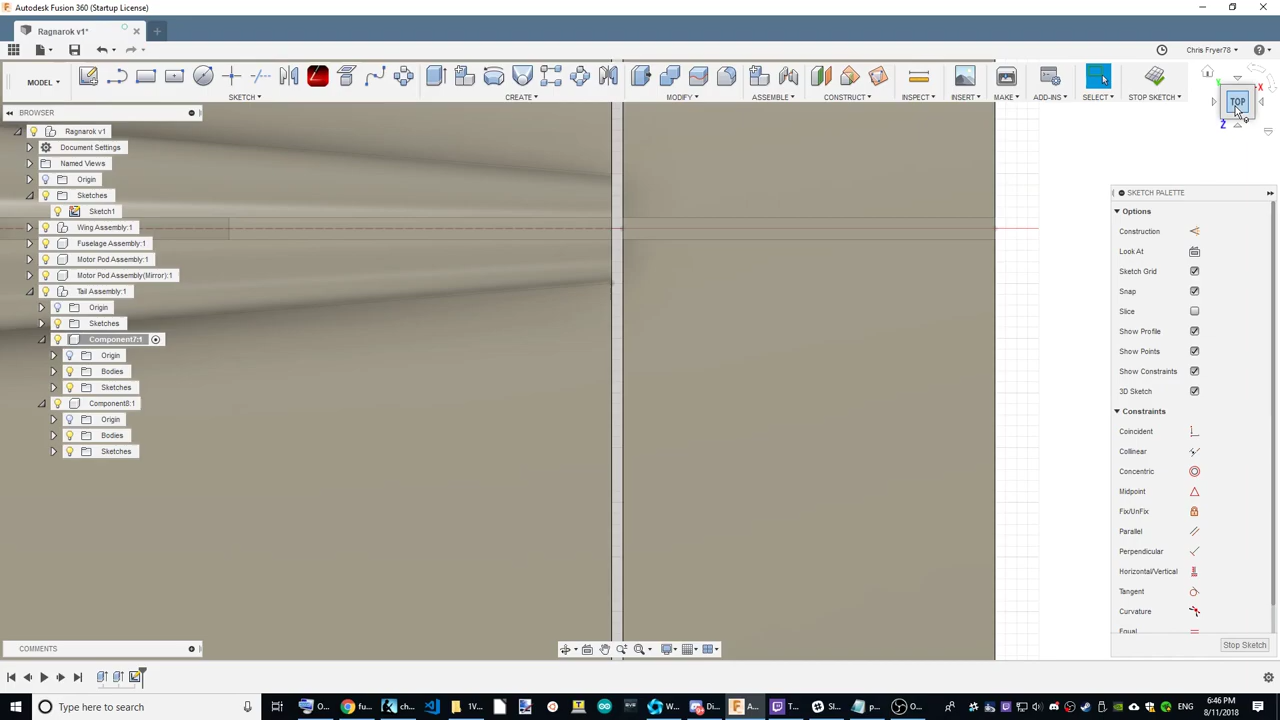 Autodesk Fusion 360 (Startup License)
Ragnarok v1*
Chris Fryer78
MODEL
SKETCH
CREATE
MODIFY
ASSEMBLE
CONSTRUCT
INSPECT
INSERT
MAKE
ADD-INS
SELECT
STOP SKETCH
TOP
X
Z
BROWSER
Ragnarok v1
Document Settings
Named Views
Origin
Sketches
Sketch1
Wing Assembly:1
Fuselage Assembly:1
Motor Pod Assembly:1
Motor Pod Assembly(Mirror):1
Tail Assembly:1
Origin
Sketches
Component7:1
Origin
Bodies
Sketches
Component8:1
Origin
Bodies
Sketches
SKETCH PALETTE
Options
Construction
Look At
Sketch Grid
Snap
Slice
Show Profile
Show Points
Show Constraints
3D Sketch
Constraints
Coincident
Collinear
Concentric
Midpoint
Fix/UnFix
Parallel
Perpendicular
Horizontal/Vertical
Tangent
Curvature
Equal
Stop Sketch
COMMENTS
Type here to search
O...
Fu...
ch...
1V...
W...
Di...
A...
T...
Sl...
p...
O...
ENG
6:46 PM
8/11/2018